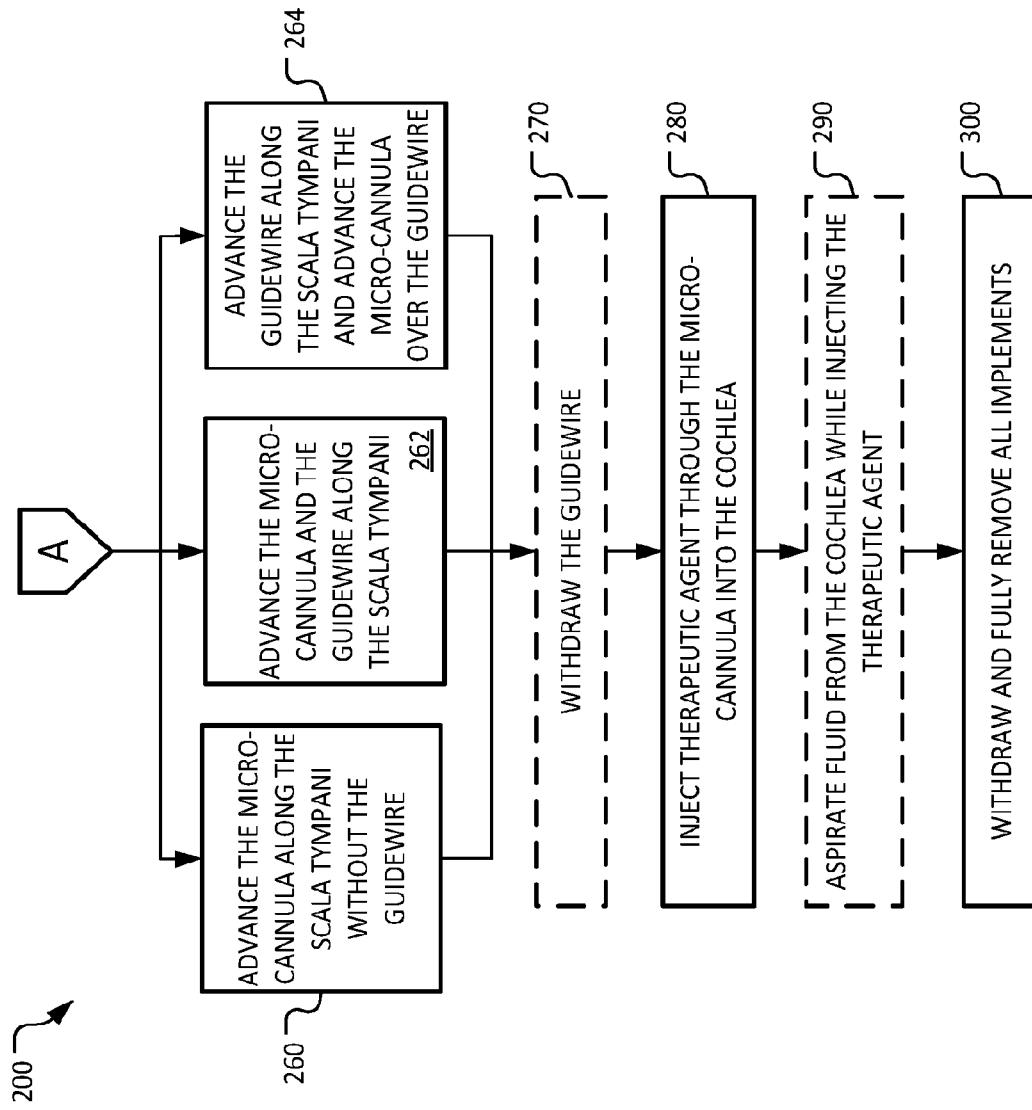 200
A
260
ADVANCE THE MICRO-
CANNULA ALONG THE
SCALA TYMPANI
WITHOUT THE
GUIDEWIRE
ADVANCE THE MICRO-
CANNULA AND THE
GUIDEWIRE ALONG
THE SCALA TYMPANI
262
ADVANCE THE
GUIDEWIRE ALONG
THE SCALA TYMPANI
AND ADVANCE THE
MICRO-CANNULA
OVER THE GUIDEWIRE
264
WITHDRAW THE GUIDEWIRE
270
INJECT THERAPEUTIC AGENT THROUGH THE MICRO-
CANNULA INTO THE COCHLEA
280
ASPIRATE FLUID FROM THE COCHLEA WHILE INJECTING THE
THERAPEUTIC AGENT
290
WITHDRAW AND FULLY REMOVE ALL IMPLEMENTS
300